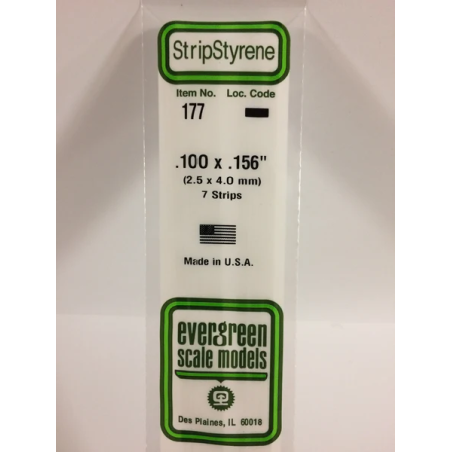 StripStyrene
Item No. Loc. Code
177
.100 x .156"
(2.5 x 4.0 mm)
7 Strips
Made in U.S.A.
evergreen
scale models
Des Plaines, IL 60018